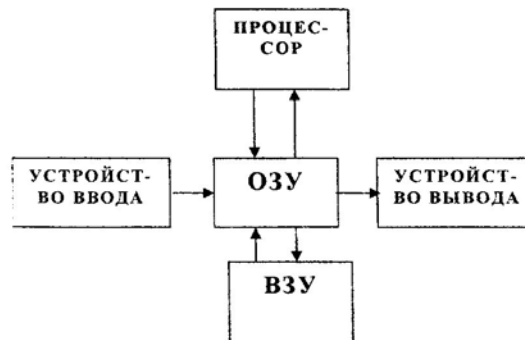 ПРОЦЕС-
СОР
УСТРОЙСТ-
ВО ВВОДА
ОЗУ
УСТРОЙСТ-
ВО ВЫВОДА
ВЗУ